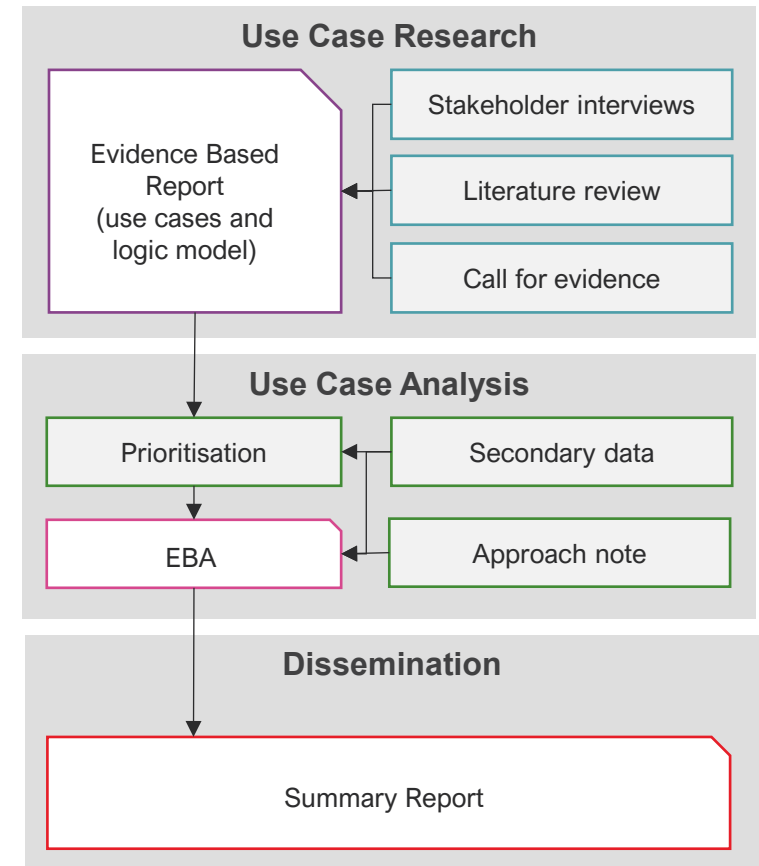 Use Case Research
Evidence Based
Report
(use cases and
logic model)
Stakeholder interviews
Literature review
Call for evidence
Use Case Analysis
Prioritisation
Secondary data
EBA
Approach note
Dissemination
Summary Report